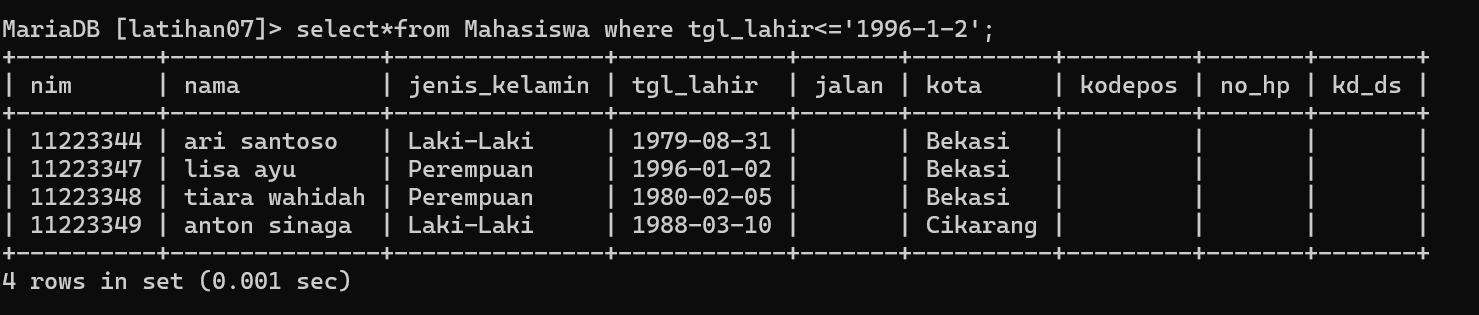 MariaDB [latihan07]> select*from Mahasiswa where tgl_lahir<='1996-1-2';
+----------+---------------+---------------+------------+-------+----------+---------+-------+-------+
| nim      | nama          | jenis_kelamin | tgl_lahir  | jalan | kota     | kodepos | no_hp | kd_ds |
+----------+---------------+---------------+------------+-------+----------+---------+-------+-------+
| 11223344 | ari santoso   | Laki-Laki     | 1979-08-31 |       | Bekasi   |         |       |       |
| 11223347 | lisa ayu      | Perempuan     | 1996-01-02 |       | Bekasi   |         |       |       |
| 11223348 | tiara wahidah | Perempuan     | 1980-02-05 |       | Bekasi   |         |       |       |
| 11223349 | anton sinaga  | Laki-Laki     | 1988-03-10 |       | Cikarang |         |       |       |
+----------+---------------+---------------+------------+-------+----------+---------+-------+-------+
4 rows in set (0.001 sec)